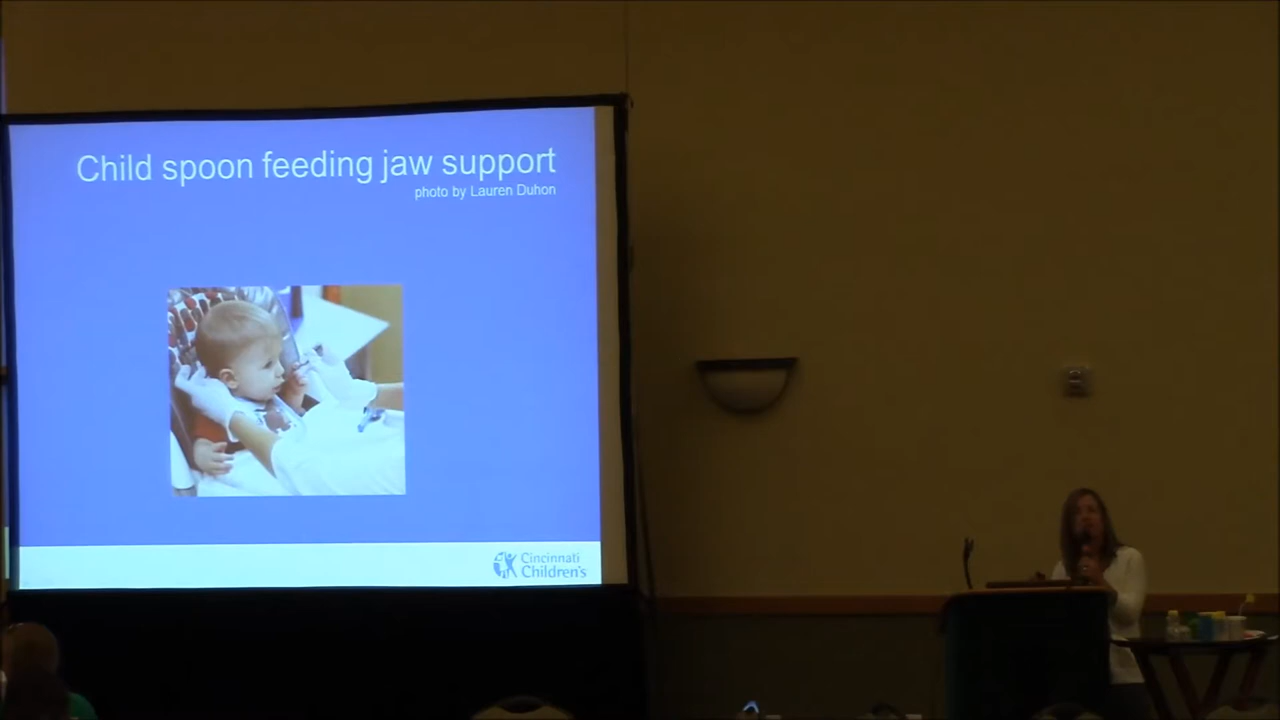 Child spoon feeding jaw support
photo by Lauren Duhon
Cincinnati
Children's